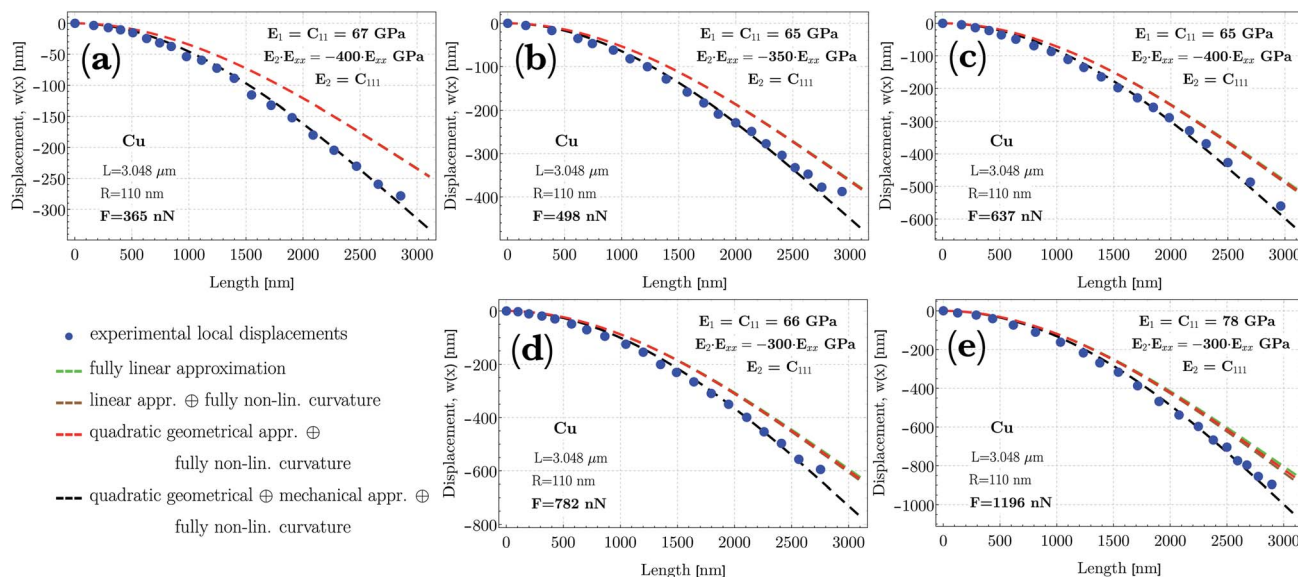 (a)
E₁ = C₁₁ = 67 GPa
E₂·Eₓₓ = −400·Eₓₓ GPa
E₂ = C₁₁₁
Cu
L=3.048 μm
R=110 nm
F=365 nN
Displacement, w(x) [nm]
0
−50
−100
−150
−200
−250
−300
0 500 1000 1500 2000 2500 3000
Length [nm]
(b)
E₁ = C₁₁ = 65 GPa
E₂·Eₓₓ = −350·Eₓₓ GPa
E₂ = C₁₁₁
Cu
L=3.048 μm
R=110 nm
F=498 nN
Displacement, w(x) [nm]
0
−100
−200
−300
−400
0 500 1000 1500 2000 2500 3000
Length [nm]
(c)
E₁ = C₁₁ = 65 GPa
E₂·Eₓₓ = −400·Eₓₓ GPa
E₂ = C₁₁₁
Cu
L=3.048 μm
R=110 nm
F=637 nN
Displacement, w(x) [nm]
0
−100
−200
−300
−400
−500
−600
0 500 1000 1500 2000 2500 3000
Length [nm]
experimental local displacements
fully linear approximation
linear appr. ⊕ fully non-lin. curvature
quadratic geometrical appr. ⊕
fully non-lin. curvature
quadratic geometrical ⊕ mechanical appr. ⊕
fully non-lin. curvature
(d)
E₁ = C₁₁ = 66 GPa
E₂·Eₓₓ = −300·Eₓₓ GPa
E₂ = C₁₁₁
Cu
L=3.048 μm
R=110 nm
F=782 nN
Displacement, w(x) [nm]
0
−200
−400
−600
−800
0 500 1000 1500 2000 2500 3000
Length [nm]
(e)
E₁ = C₁₁ = 78 GPa
E₂·Eₓₓ = −300·Eₓₓ GPa
E₂ = C₁₁₁
Cu
L=3.048 μm
R=110 nm
F=1196 nN
Displacement, w(x) [nm]
0
−200
−400
−600
−800
−1000
0 500 1000 1500 2000 2500 3000
Length [nm]